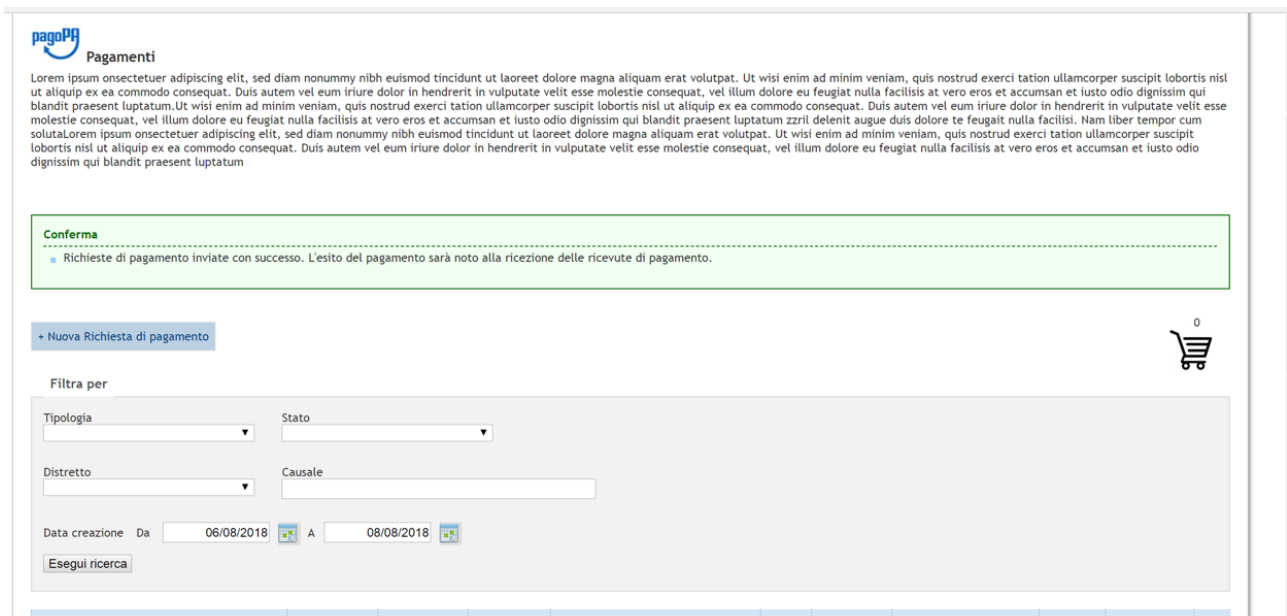 pagoPA
Pagamenti
Lorem ipsum onsectetuer adipiscing elit, sed diam nonummy nibh euismod tincidunt ut laoreet dolore magna aliquam erat volutpat. Ut wisi enim ad minim veniam, quis nostrud exerci tation ullamcorper suscipit lobortis nisl
ut aliquip ex ea commodo consequat. Duis autem vel eum iriure dolor in hendrerit in vulputate velit esse molestie consequat, vel illum dolore eu feugiat nulla facilisis at vero eros et accumsan et iusto odio dignissim qui
blandit praesent luptatum.Ut wisi enim ad minim veniam, quis nostrud exerci tation ullamcorper suscipit lobortis nisl ut aliquip ex ea commodo consequat. Duis autem vel eum iriure dolor in hendrerit in vulputate velit esse
molestie consequat, vel illum dolore eu feugiat nulla facilisis at vero eros et accumsan et iusto odio dignissim qui blandit praesent luptatum zzril delenit augue duis dolore te feugait nulla facilisi. Nam liber tempor cum
solutaLorem ipsum onsectetuer adipiscing elit, sed diam nonummy nibh euismod tincidunt ut laoreet dolore magna aliquam erat volutpat. Ut wisi enim ad minim veniam, quis nostrud exerci tation ullamcorper suscipit
lobortis nisl ut aliquip ex ea commodo consequat. Duis autem vel eum iriure dolor in hendrerit in vulputate velit esse molestie consequat, vel illum dolore eu feugiat nulla facilisis at vero eros et accumsan et iusto odio
dignissim qui blandit praesent luptatum
Conferma
Richieste di pagamento inviate con successo. L'esito del pagamento sarà noto alla ricezione delle ricevute di pagamento.
+ Nuova Richiesta di pagamento
0
Filtra per
Tipologia Stato
Distretto Causale
Data creazione Da 06/08/2018 A 08/08/2018
Esegui ricerca